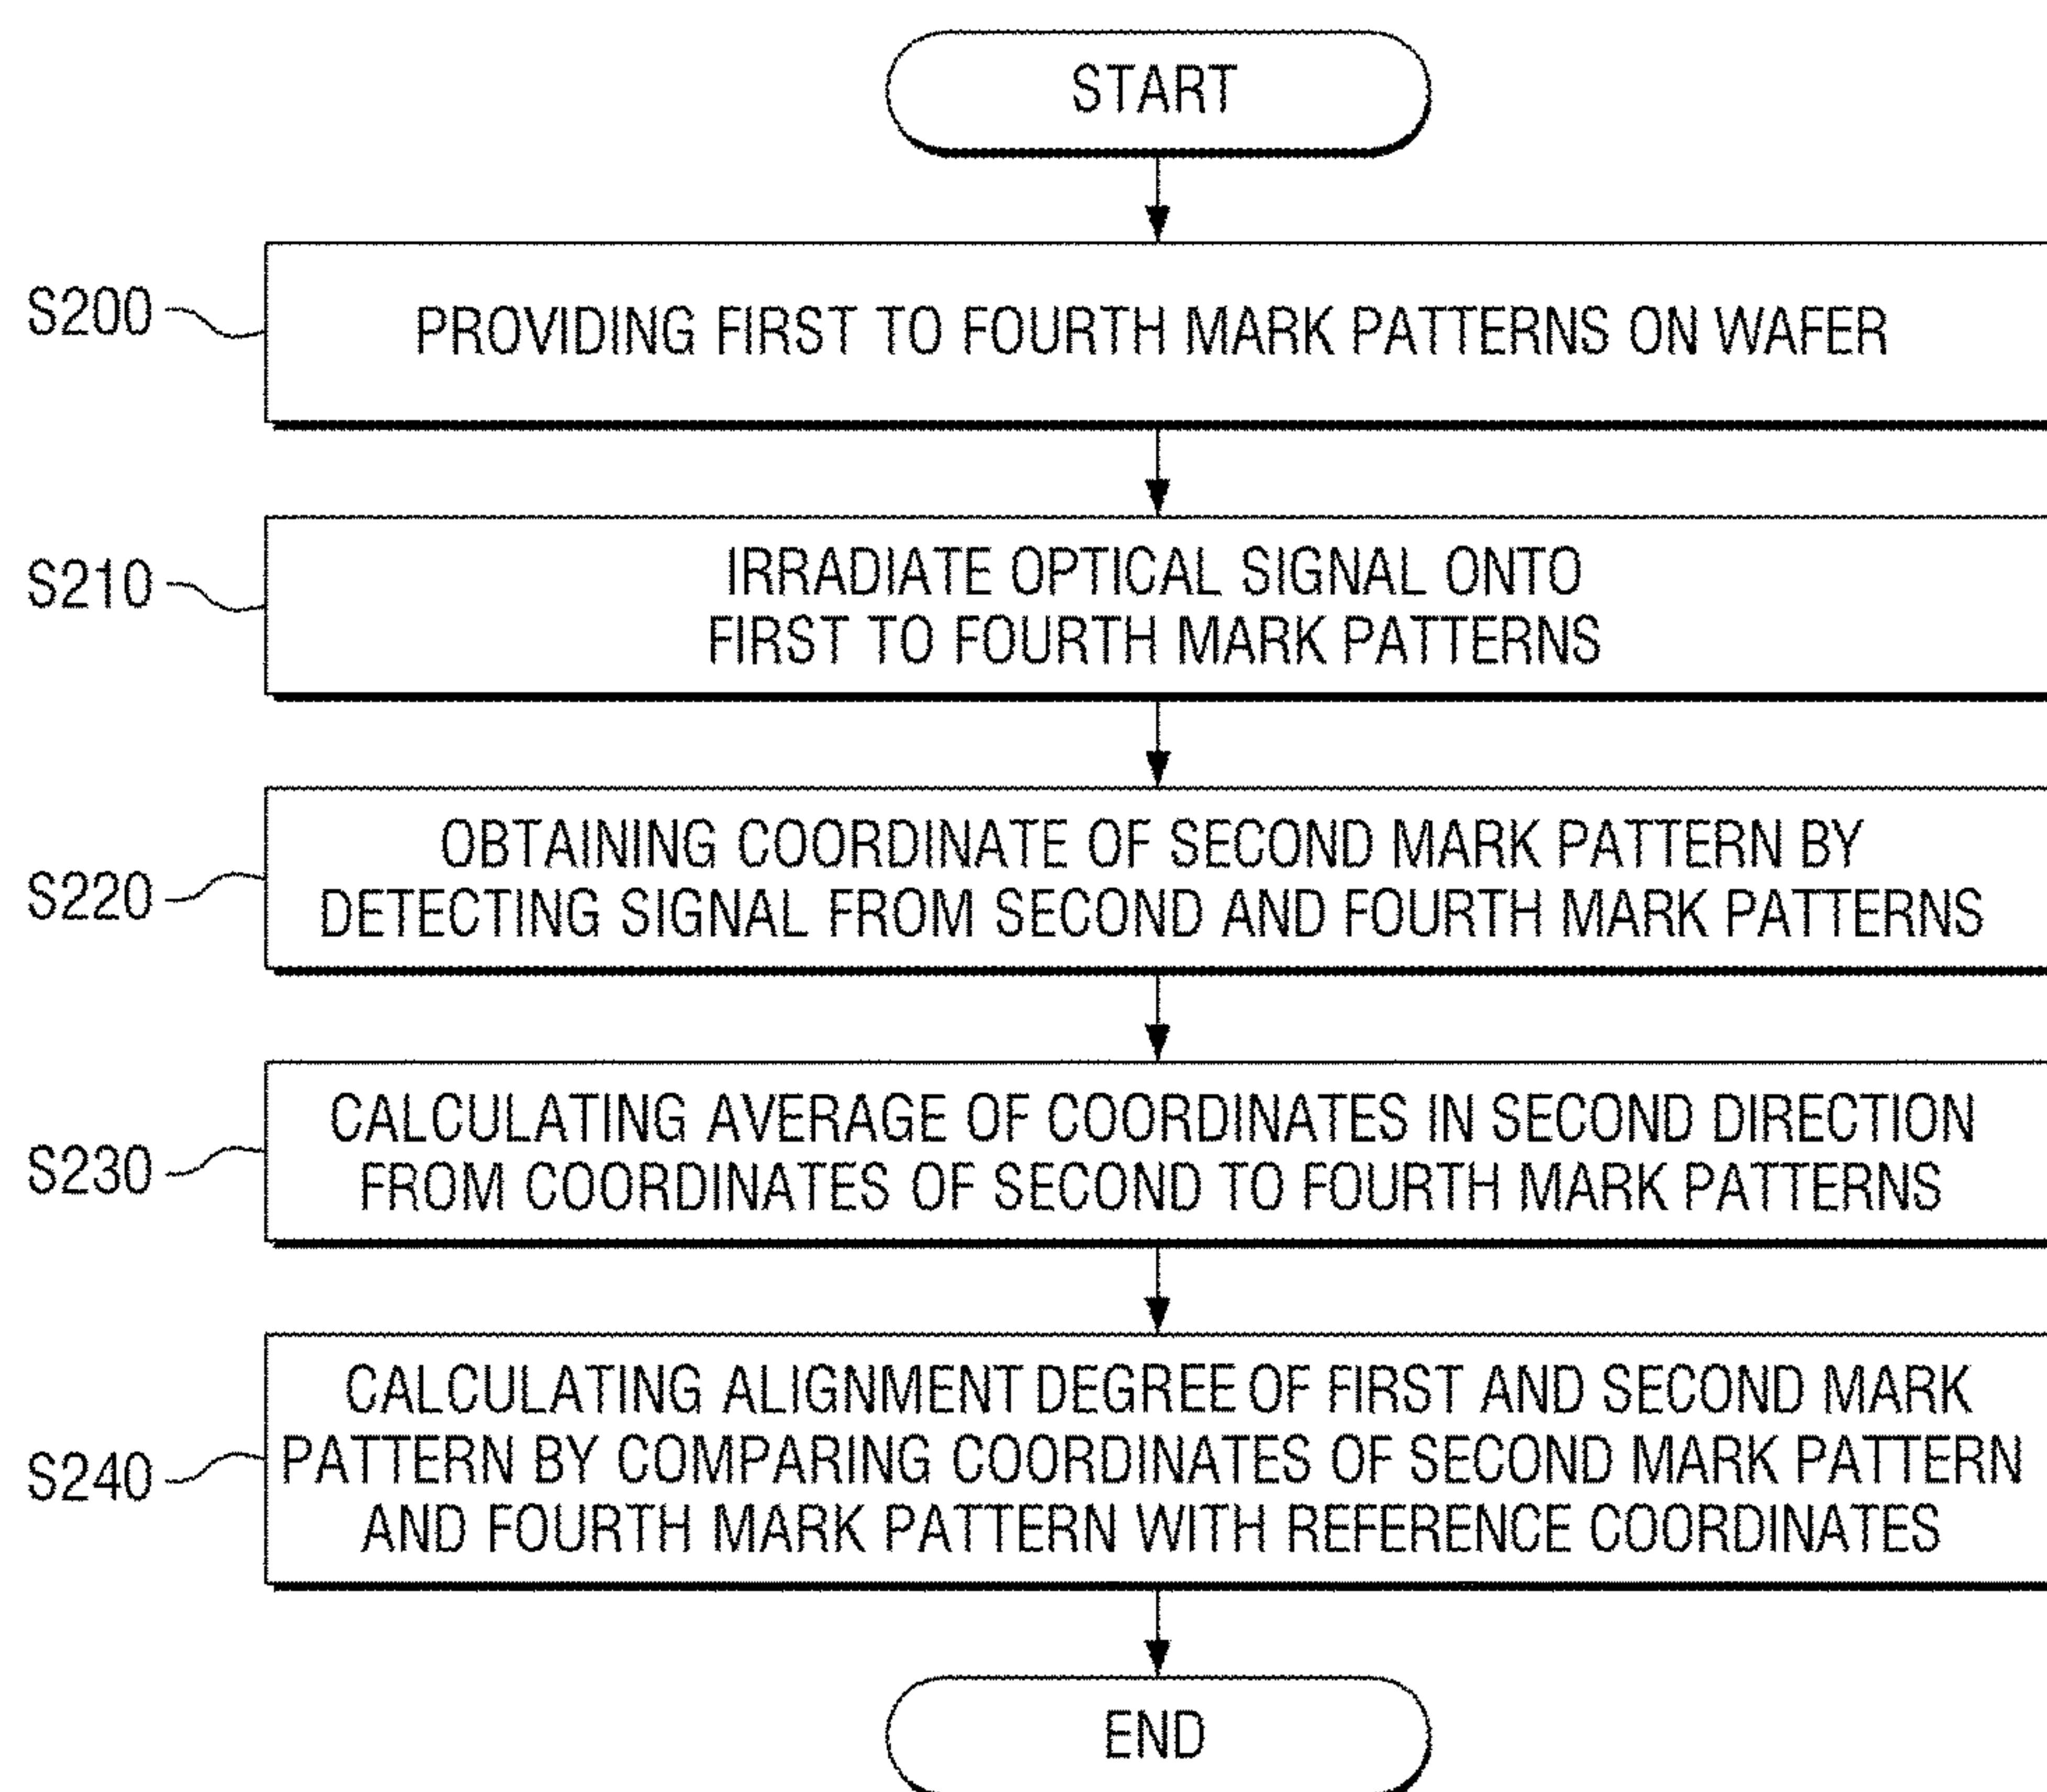 START
S200
PROVIDING FIRST TO FOURTH MARK PATTERNS ON WAFER
S210
IRRADIATE OPTICAL SIGNAL ONTO
FIRST TO FOURTH MARK PATTERNS
S220
OBTAINING COORDINATE OF SECOND MARK PATTERN BY
DETECTING SIGNAL FROM SECOND AND FOURTH MARK PATTERNS
S230
CALCULATING AVERAGE OF COORDINATES IN SECOND DIRECTION
FROM COORDINATES OF SECOND TO FOURTH MARK PATTERNS
S240
CALCULATING ALIGNMENT DEGREE OF FIRST AND SECOND MARK
PATTERN BY COMPARING COORDINATES OF SECOND MARK PATTERN
AND FOURTH MARK PATTERN WITH REFERENCE COORDINATES
END